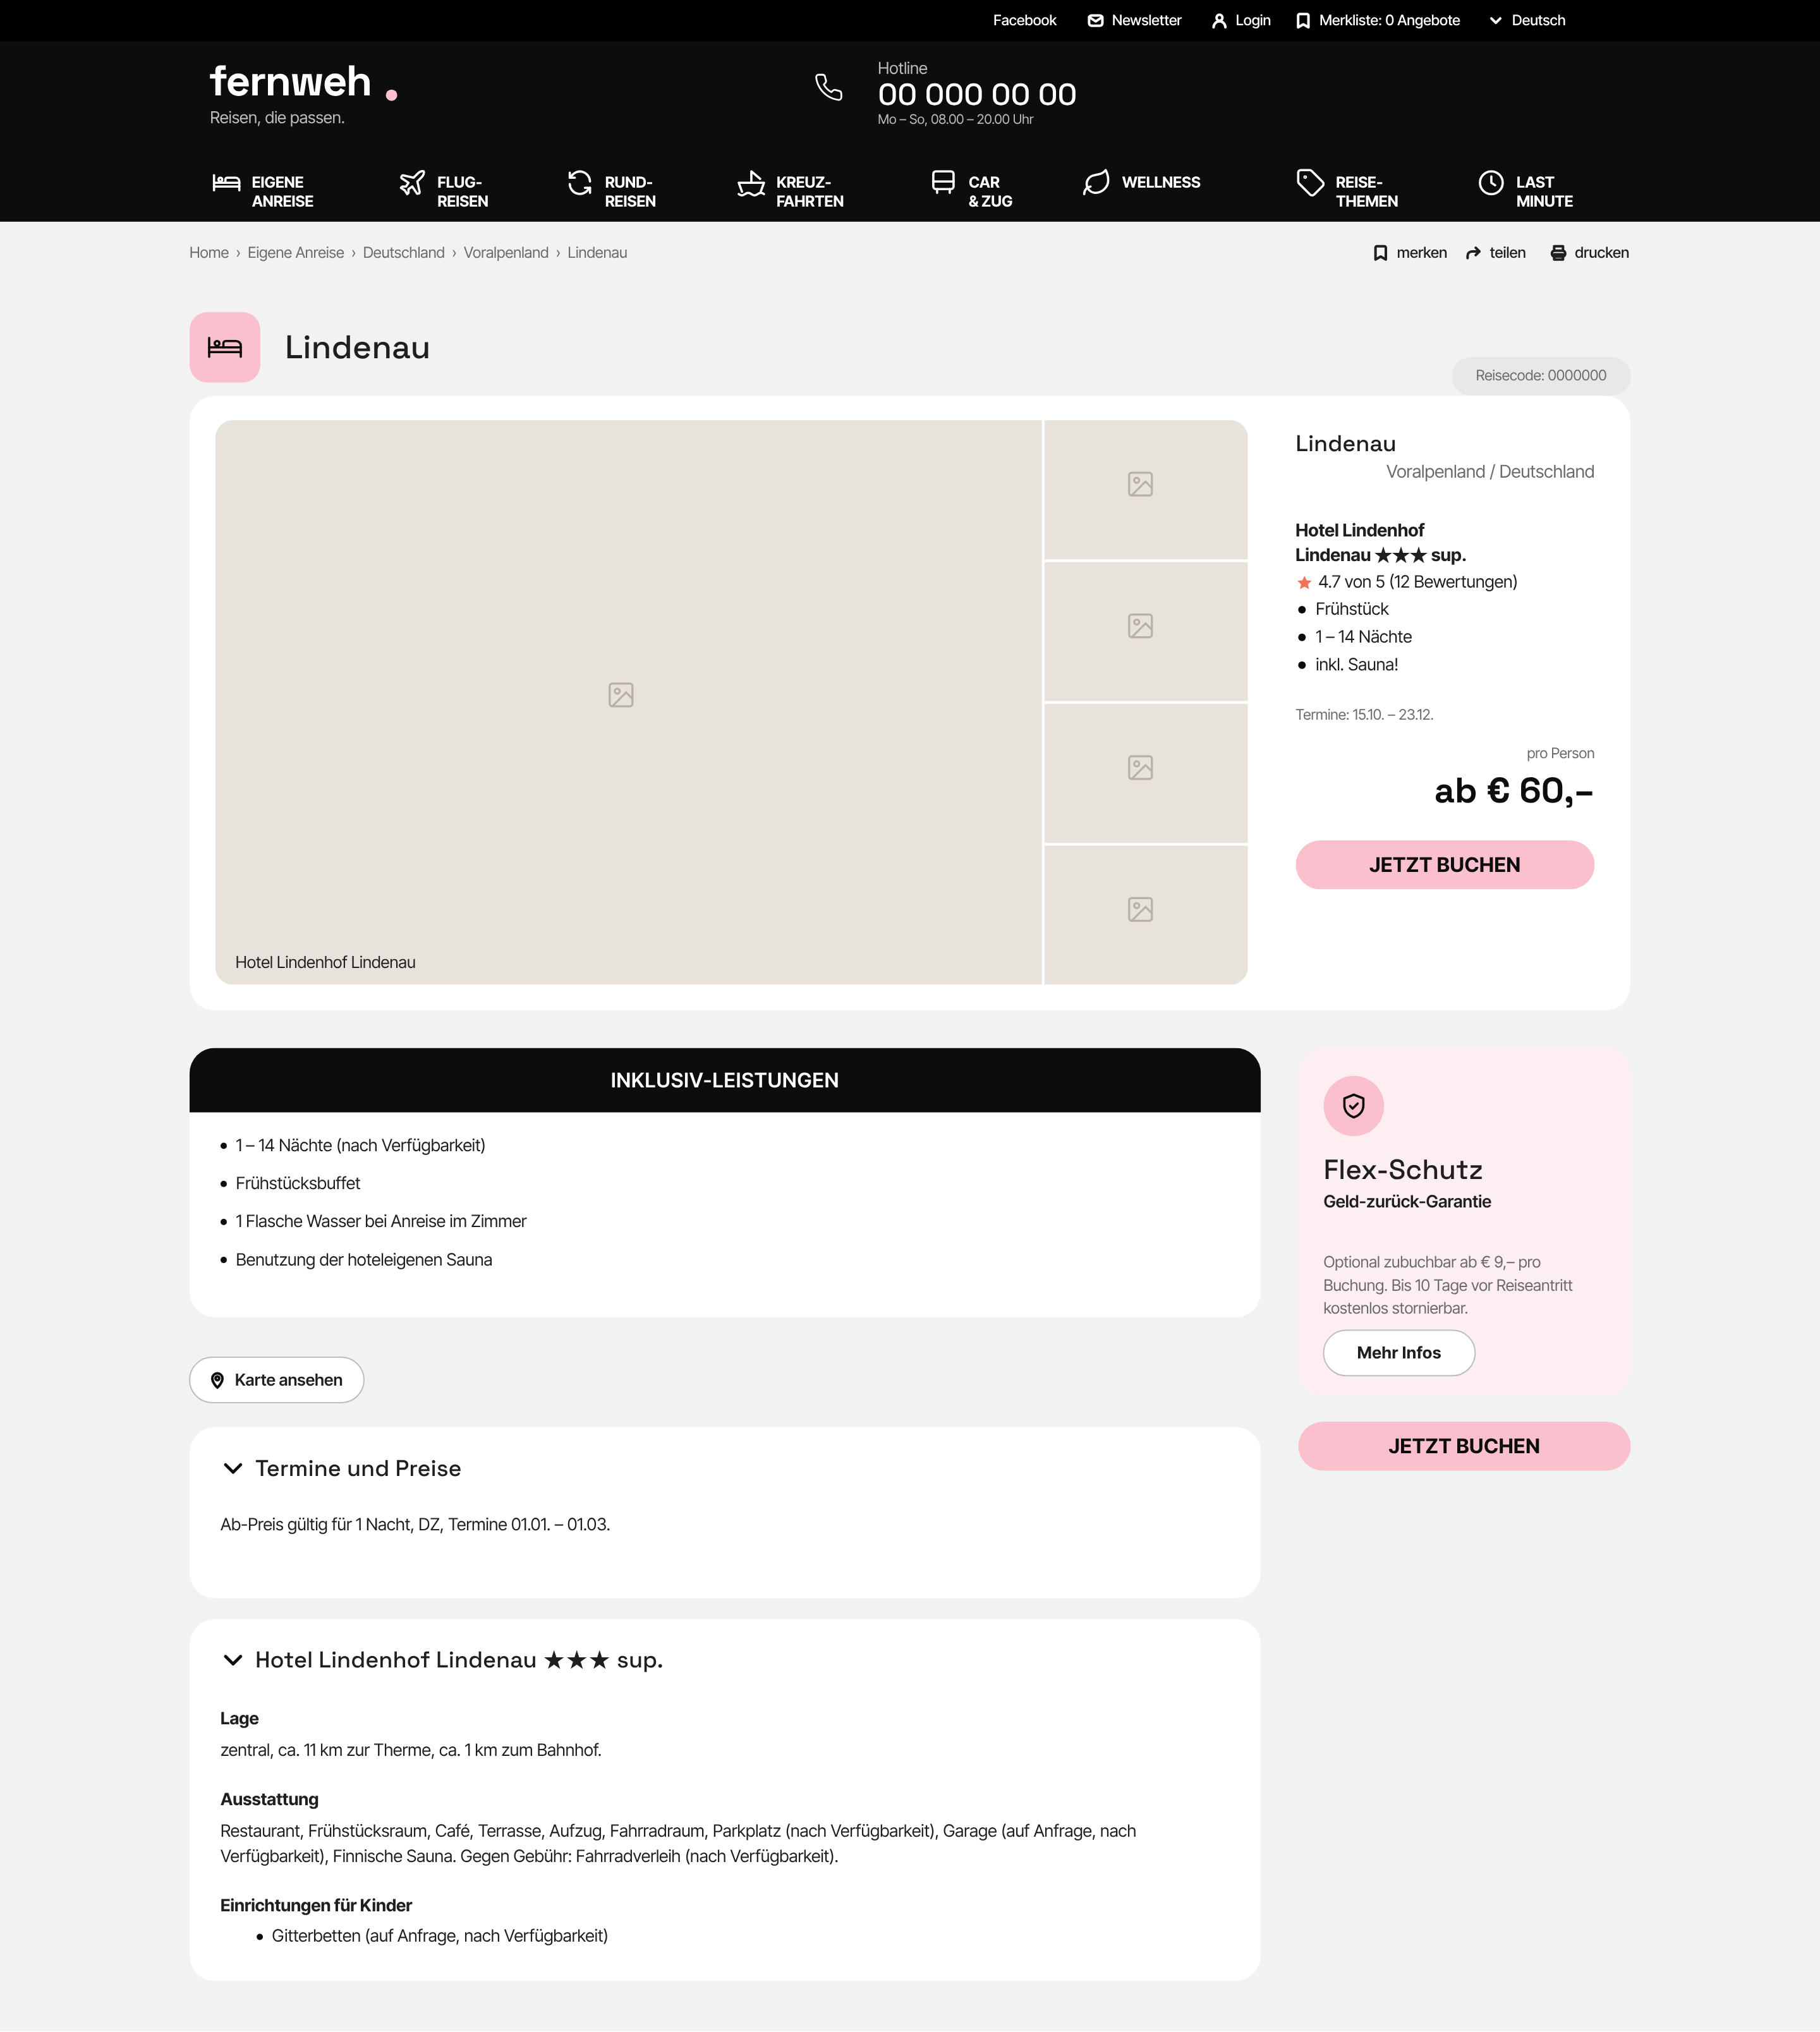 Facebook
Newsletter
Login
Merkliste: 0 Angebote
Deutsch
fernweh
Reisen, die passen.
Hotline
00 000 00 00
Mo – So, 08.00 – 20.00 Uhr
EIGENE
ANREISE
FLUG-
REISEN
RUND-
REISEN
KREUZ-
FAHRTEN
CAR
& ZUG
WELLNESS
REISE-
THEMEN
LAST
MINUTE
Home › Eigene Anreise › Deutschland › Voralpenland › Lindenau
merken
teilen
drucken
Lindenau
Reisecode: 0000000
Hotel Lindenhof Lindenau
Lindenau
Voralpenland / Deutschland
Hotel Lindenhof
Lindenau ★★★ sup.
★ 4.7 von 5 (12 Bewertungen)
• Frühstück
• 1 – 14 Nächte
• inkl. Sauna!
Termine: 15.10. – 23.12.
pro Person
ab € 60,–
JETZT BUCHEN
INKLUSIV-LEISTUNGEN
• 1 – 14 Nächte (nach Verfügbarkeit)
• Frühstücksbuffet
• 1 Flasche Wasser bei Anreise im Zimmer
• Benutzung der hoteleigenen Sauna
Flex-Schutz
Geld-zurück-Garantie
Optional zubuchbar ab € 9,– pro
Buchung. Bis 10 Tage vor Reiseantritt
kostenlos stornierbar.
Mehr Infos
JETZT BUCHEN
Karte ansehen
Termine und Preise
Ab-Preis gültig für 1 Nacht, DZ, Termine 01.01. – 01.03.
Hotel Lindenhof Lindenau ★★★ sup.
Lage
zentral, ca. 11 km zur Therme, ca. 1 km zum Bahnhof.
Ausstattung
Restaurant, Frühstücksraum, Café, Terrasse, Aufzug, Fahrradraum, Parkplatz (nach Verfügbarkeit), Garage (auf Anfrage, nach
Verfügbarkeit), Finnische Sauna. Gegen Gebühr: Fahrradverleih (nach Verfügbarkeit).
Einrichtungen für Kinder
• Gitterbetten (auf Anfrage, nach Verfügbarkeit)